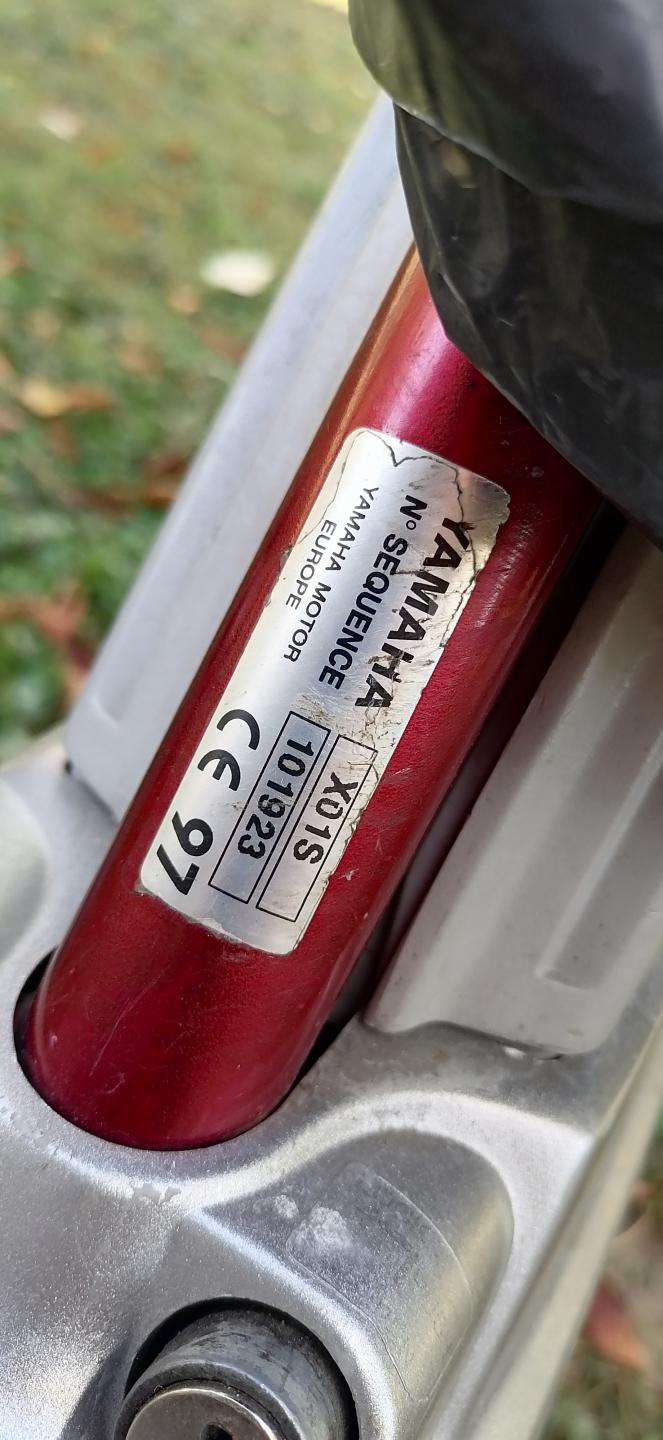 YAMAHA
N° SEQUENCE
YAMAHA MOTOR
EUROPE
X01S
101923
CE 97